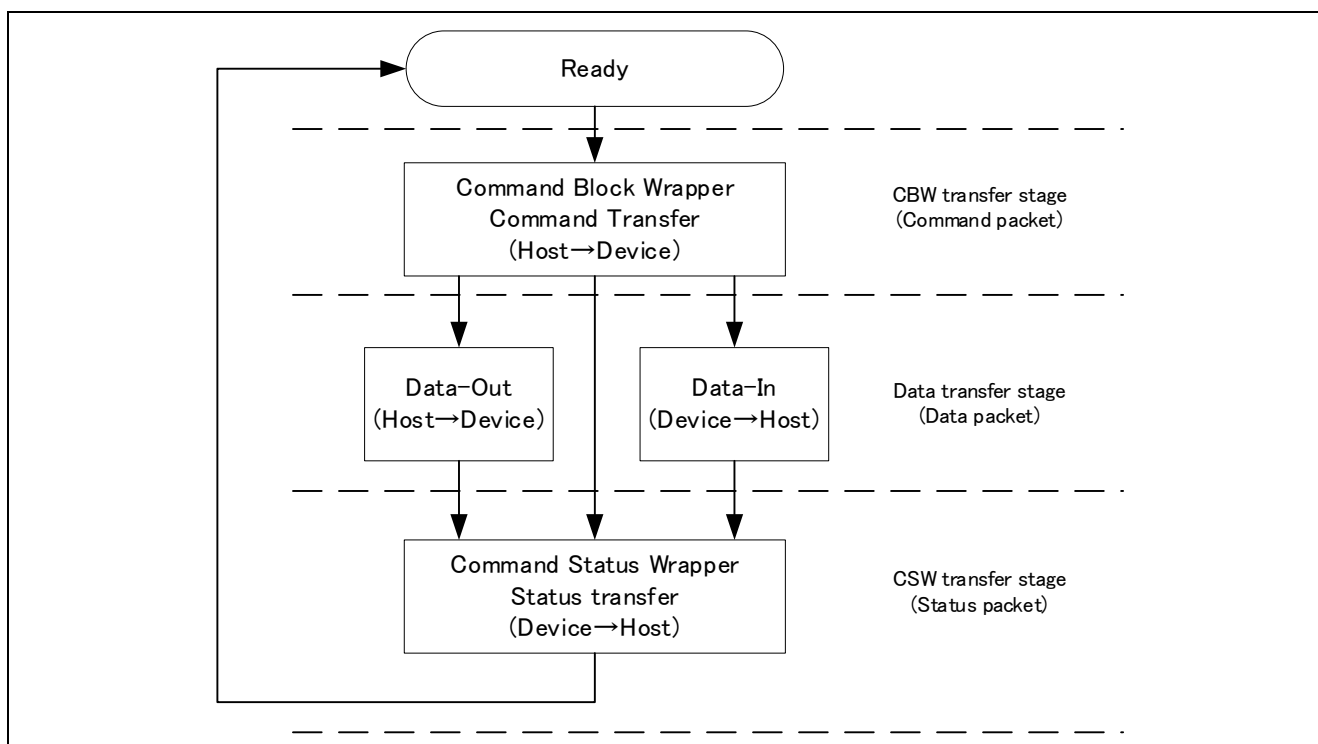 Ready
Command Block Wrapper
Command Transfer
(Host→Device)
CBW transfer stage
(Command packet)
Data-Out
(Host→Device)
Data-In
(Device→Host)
Data transfer stage
(Data packet)
Command Status Wrapper
Status transfer
(Device→Host)
CSW transfer stage
(Status packet)